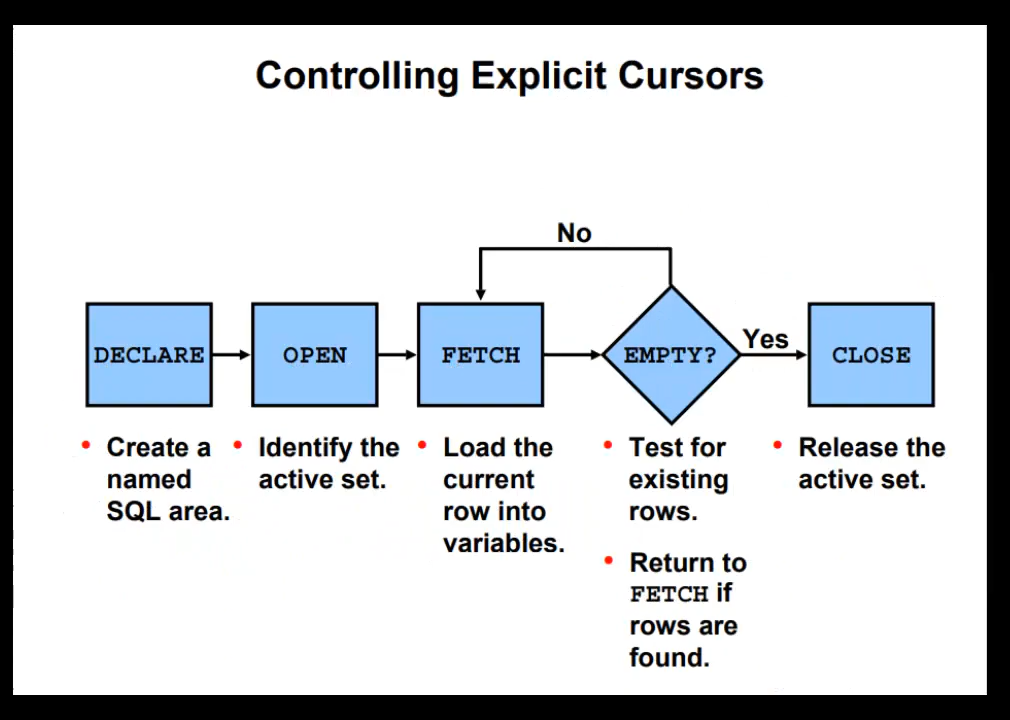 Controlling Explicit Cursors
No
DECLARE
OPEN
FETCH
EMPTY?
Yes
CLOSE
• Create a
named
SQL area.
• Identify the
active set.
• Load the
current
row into
variables.
• Test for
existing
rows.
• Return to
FETCH if
rows are
found.
• Release the
active set.